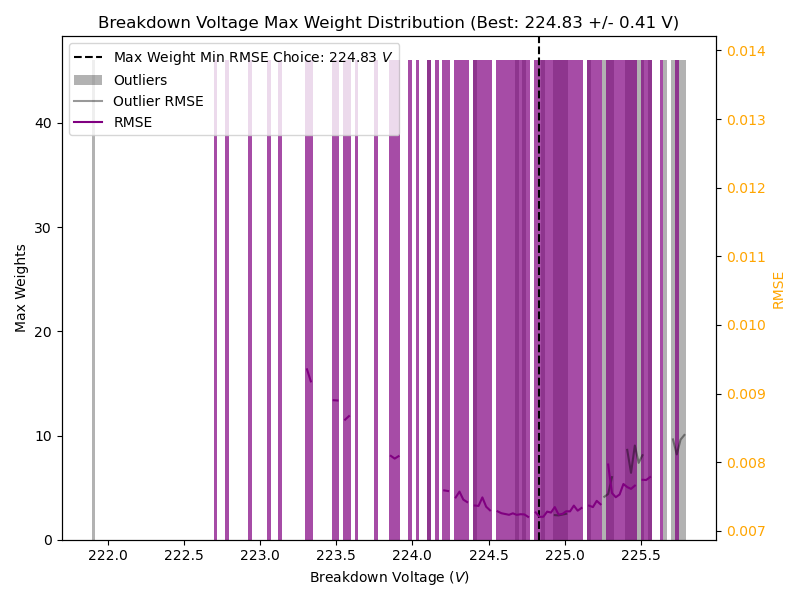 Breakdown Voltage Max Weight Distribution (Best: 224.83 +/- 0.41 V)
Max Weight Min RMSE Choice: 224.83 V
Outliers
Outlier RMSE
RMSE
Max Weights
0
10
20
30
40
0.014
0.013
0.012
0.011
0.010
0.009
0.008
0.007
RMSE
222.0 222.5 223.0 223.5 224.0 224.5 225.0 225.5
Breakdown Voltage (V)